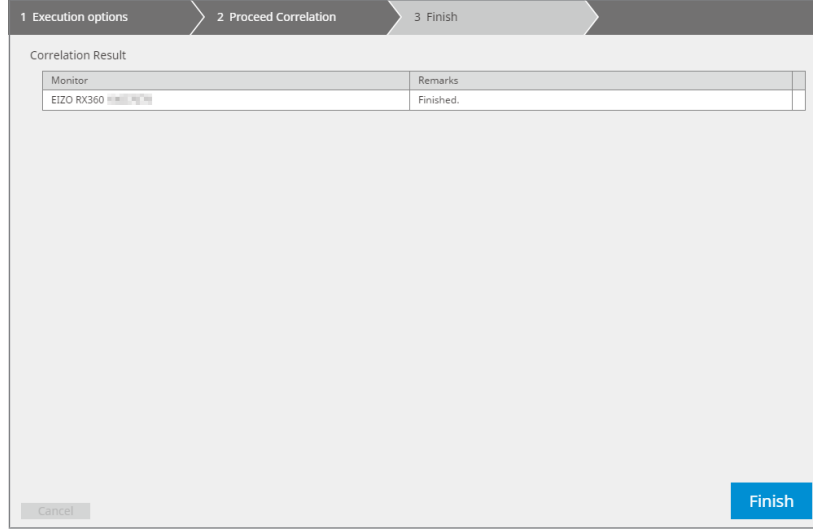 1 Execution options
2 Proceed Correlation
3 Finish
Correlation Result
Monitor Remarks
EIZO RX360 Finished.
Finish
Cancel